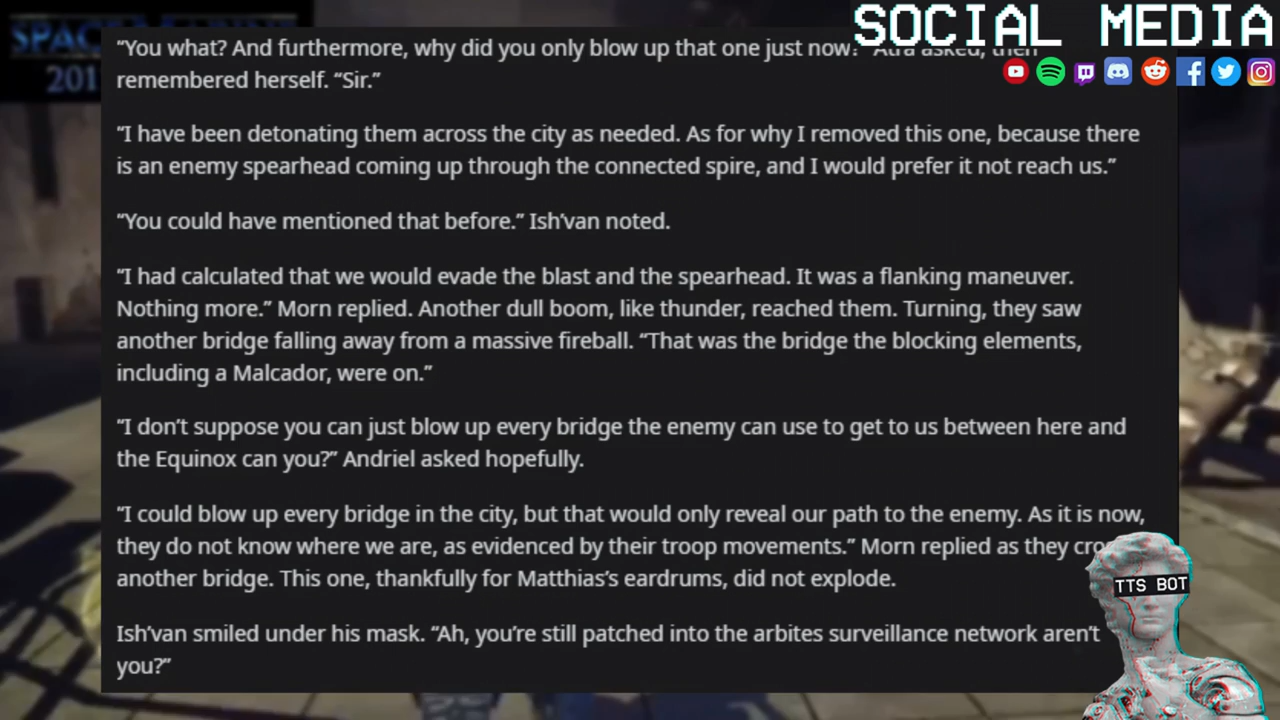 SOCIAL MEDIA
SPACE MARINE
201
“You what? And furthermore, why did you only blow up that one just now?” Atra asked, then
remembered herself. “Sir.”
“I have been detonating them across the city as needed. As for why I removed this one, because there
is an enemy spearhead coming up through the connected spire, and I would prefer it not reach us.”
“You could have mentioned that before.” Ish’van noted.
“I had calculated that we would evade the blast and the spearhead. It was a flanking maneuver.
Nothing more.” Morn replied. Another dull boom, like thunder, reached them. Turning, they saw
another bridge falling away from a massive fireball. “That was the bridge the blocking elements,
including a Malcador, were on.”
“I don’t suppose you can just blow up every bridge the enemy can use to get to us between here and
the Equinox can you?” Andriel asked hopefully.
“I could blow up every bridge in the city, but that would only reveal our path to the enemy. As it is now,
they do not know where we are, as evidenced by their troop movements.” Morn replied as they
another bridge. This one, thankfully for Matthias’s eardrums, did not explode.
Ish’van smiled under his mask. “Ah, you’re still patched into the arbites surveillance network aren’t
you?”
TTS BOT